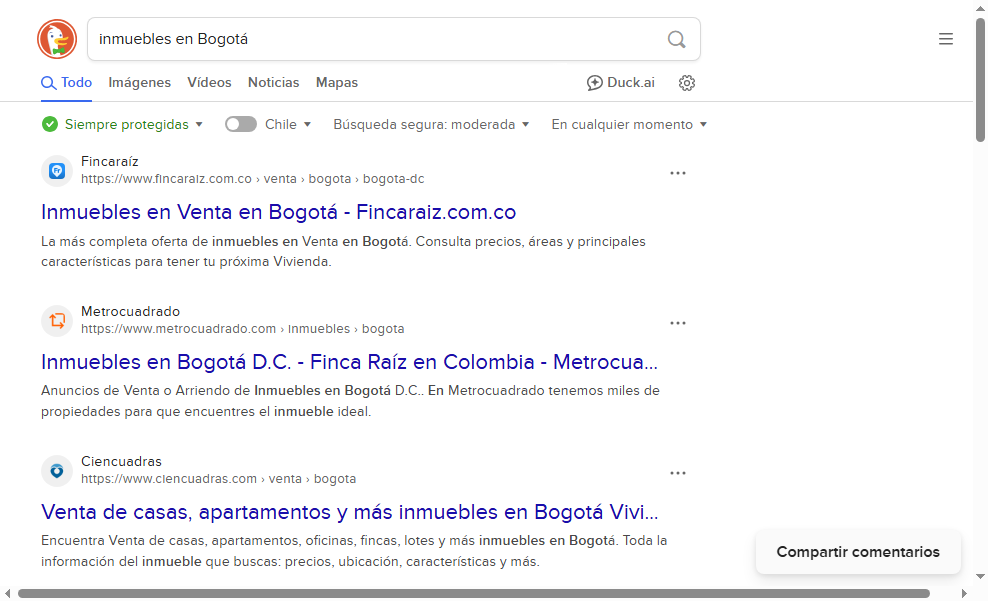 inmuebles en Bogotá
Todo Imágenes Vídeos Noticias Mapas Duck.ai
Siempre protegidas Chile Búsqueda segura: moderada En cualquier momento
Fincaraíz
https://www.fincaraiz.com.co › venta › bogota › bogota-dc
Inmuebles en Venta en Bogotá - Fincaraiz.com.co
La más completa oferta de inmuebles en Venta en Bogotá. Consulta precios, áreas y principales
características para tener tu próxima Vivienda.
Metrocuadrado
https://www.metrocuadrado.com › inmuebles › bogota
Inmuebles en Bogotá D.C. - Finca Raíz en Colombia - Metrocua...
Anuncios de Venta o Arriendo de Inmuebles en Bogotá D.C.. En Metrocuadrado tenemos miles de
propiedades para que encuentres el inmueble ideal.
Ciencuadras
https://www.ciencuadras.com › venta › bogota
Venta de casas, apartamentos y más inmuebles en Bogotá Vivi...
Encuentra Venta de casas, apartamentos, oficinas, fincas, lotes y más inmuebles en Bogotá. Toda la
información del inmueble que buscas: precios, ubicación, características y más.
Compartir comentarios